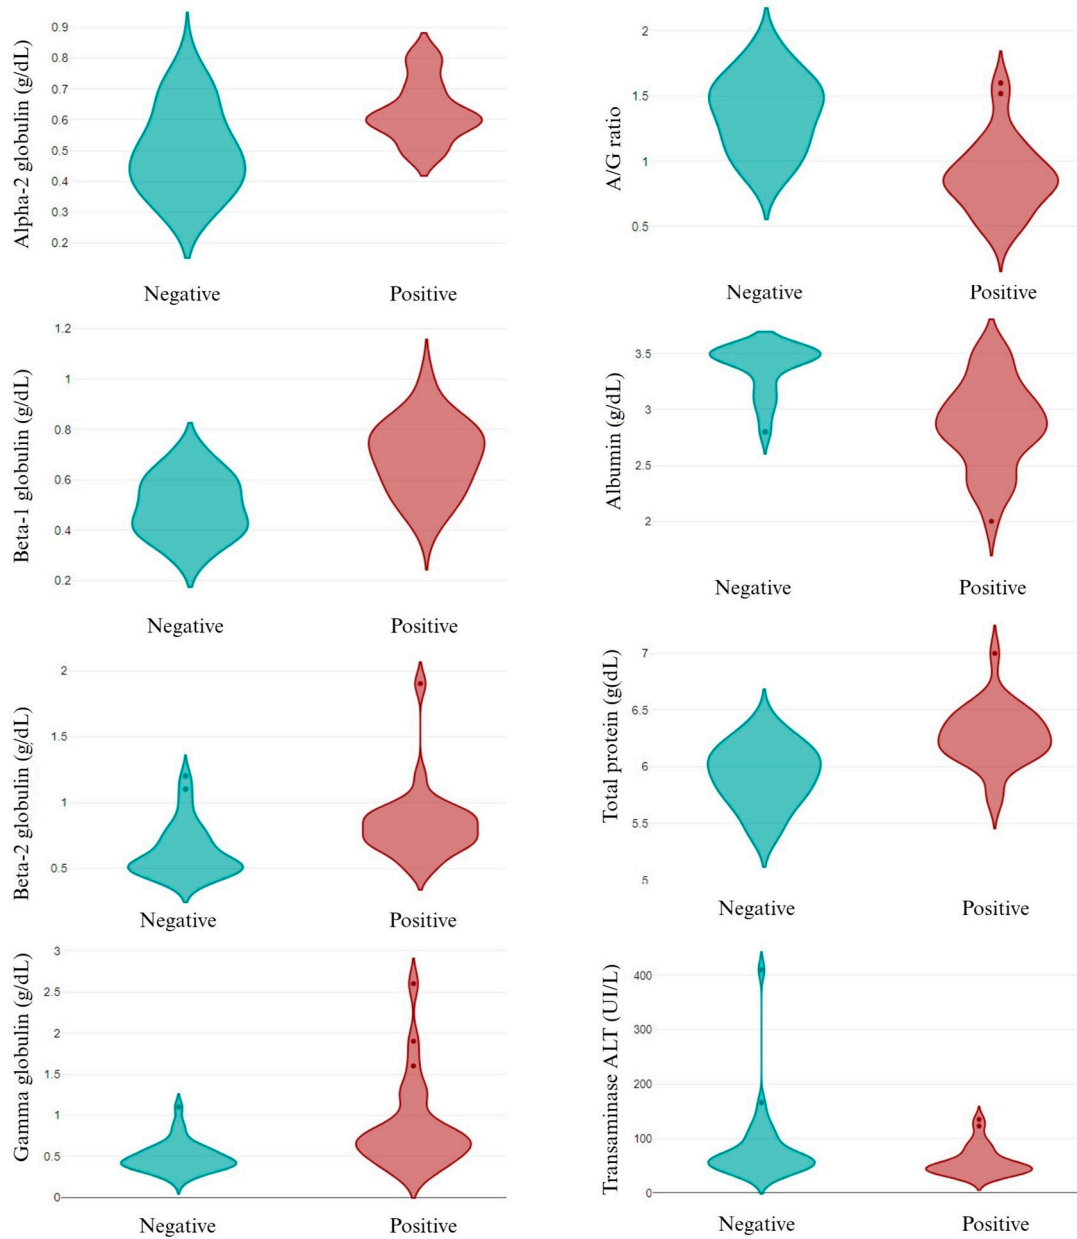 Alpha-2 globulin (g/dL)
0.9
0.8
0.7
0.6
0.5
0.4
0.3
0.2
Negative
Positive
A/G ratio
2
1.5
1
0.5
Negative
Positive
Beta-1 globulin (g/dL)
1.2
1
0.8
0.6
0.4
0.2
Negative
Positive
Albumin (g/dL)
3.5
3
2.5
2
Negative
Positive
Beta-2 globulin (g/dL)
2
1.5
1
0.5
Negative
Positive
Total protein (g(dL)
7
6.5
6
5.5
5
Negative
Positive
Gamma globulin (g/dL)
3
2.5
2
1.5
1
0.5
0
Negative
Positive
Transaminase ALT (UI/L)
400
300
200
100
0
Negative
Positive